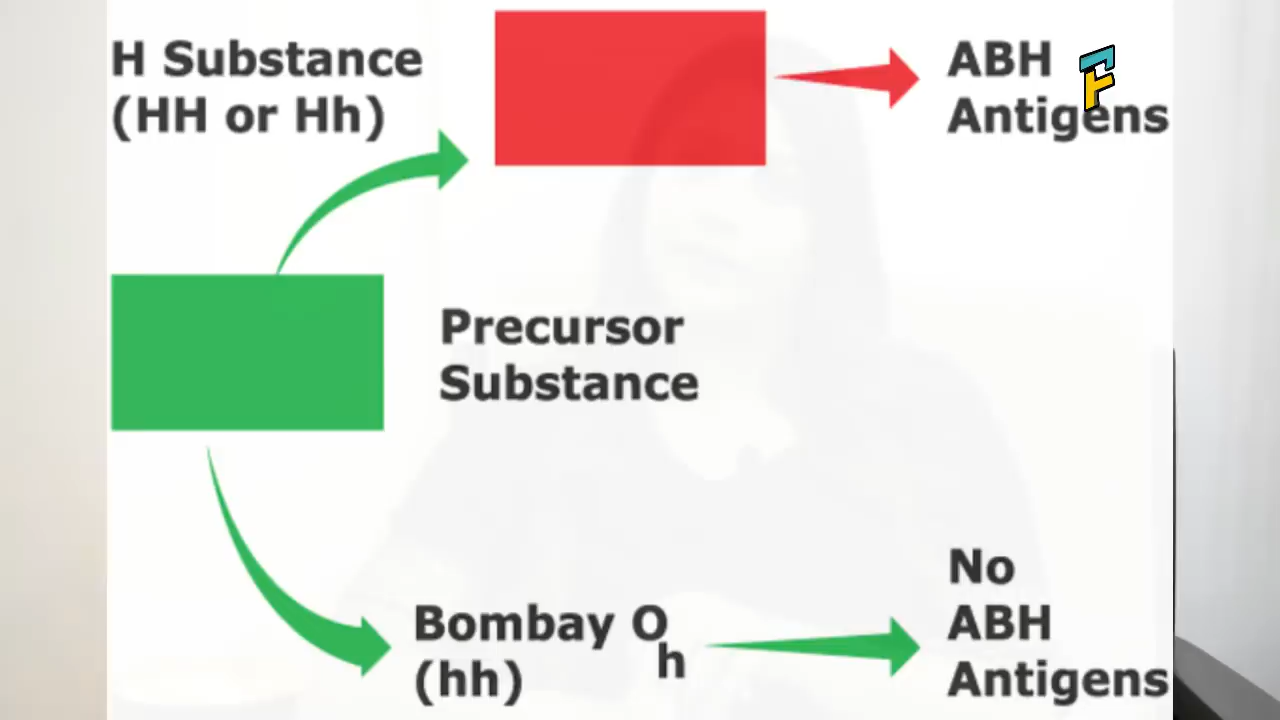 H Substance
(HH or Hh)
ABH
Antigens
Precursor
Substance
Bombay Oh
(hh)
No
ABH
Antigens